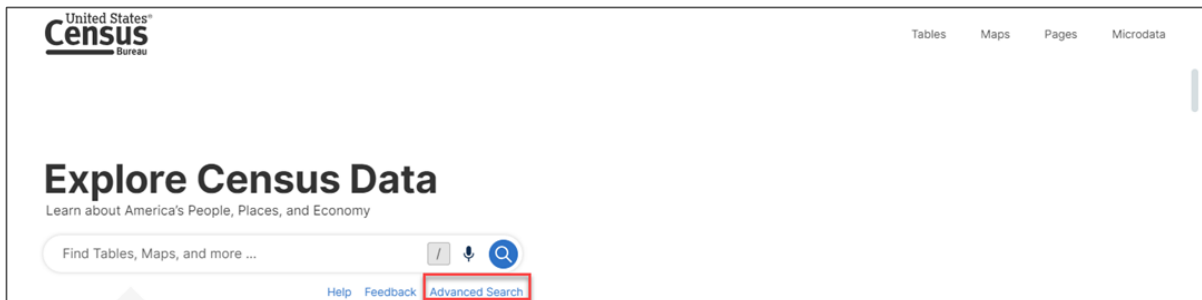 United States®
Census
Bureau
Tables Maps Pages Microdata
Explore Census Data
Learn about America's People, Places, and Economy
Find Tables, Maps, and more ... /
Help Feedback Advanced Search